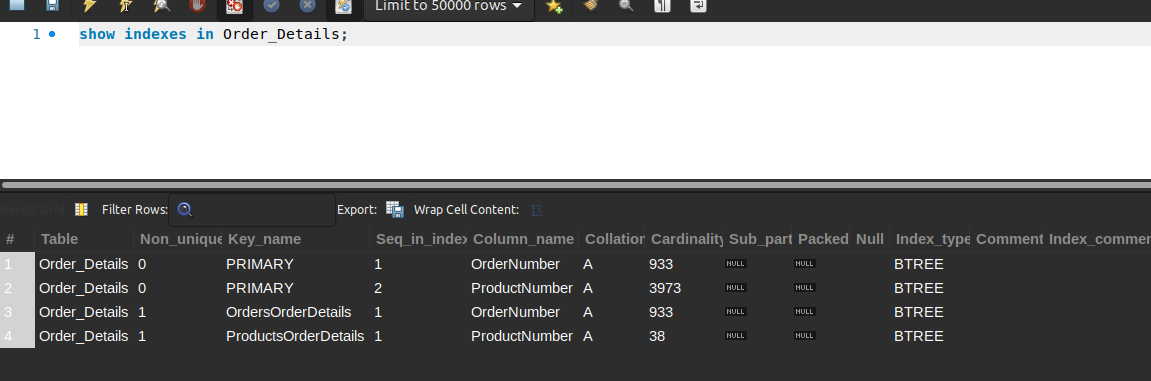 Limit to 50000 rows
1 show indexes in Order_Details;
Result Grid Filter Rows: Export: Wrap Cell Content:
# Table Non_unique Key_name Seq_in_index Column_name Collation Cardinality Sub_part Packed Null Index_type Comment Index_commen
1 Order_Details 0 PRIMARY 1 OrderNumber A 933 NULL NULL BTREE
2 Order_Details 0 PRIMARY 2 ProductNumber A 3973 NULL NULL BTREE
3 Order_Details 1 OrdersOrderDetails 1 OrderNumber A 933 NULL NULL BTREE
4 Order_Details 1 ProductsOrderDetails 1 ProductNumber A 38 NULL NULL BTREE